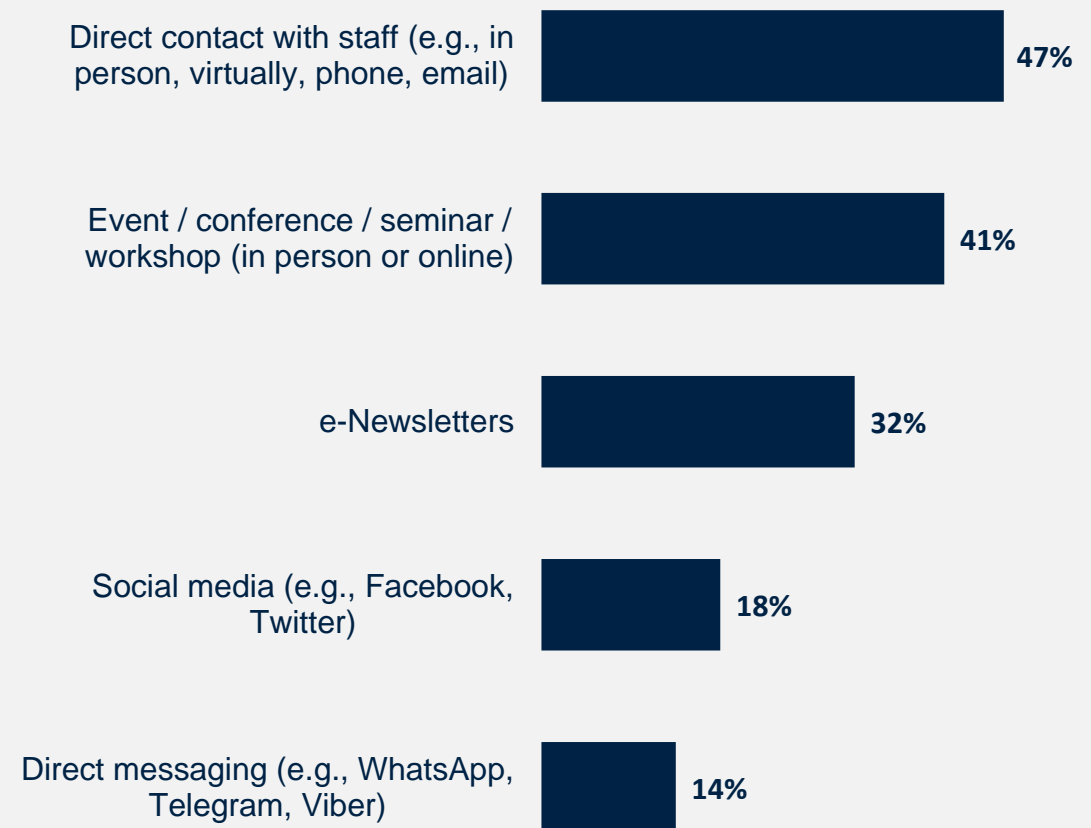 Direct contact with staff (e.g., in
person, virtually, phone, email)
47%
Event / conference / seminar /
workshop (in person or online)
41%
e-Newsletters
32%
Social media (e.g., Facebook,
Twitter)
18%
Direct messaging (e.g., WhatsApp,
Telegram, Viber)
14%